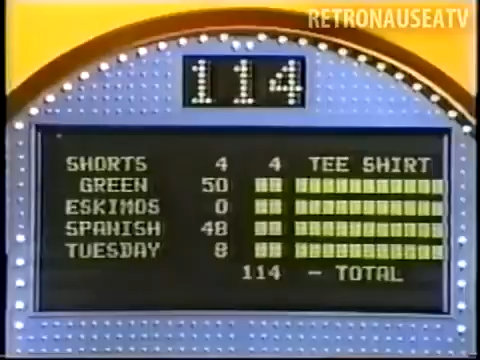 RETRONAUSEATV
114
SHORTS 4 4 TEE SHIRT
GREEN 50
ESKIMOS 0
SPANISH 48
TUESDAY 8
114 - TOTAL